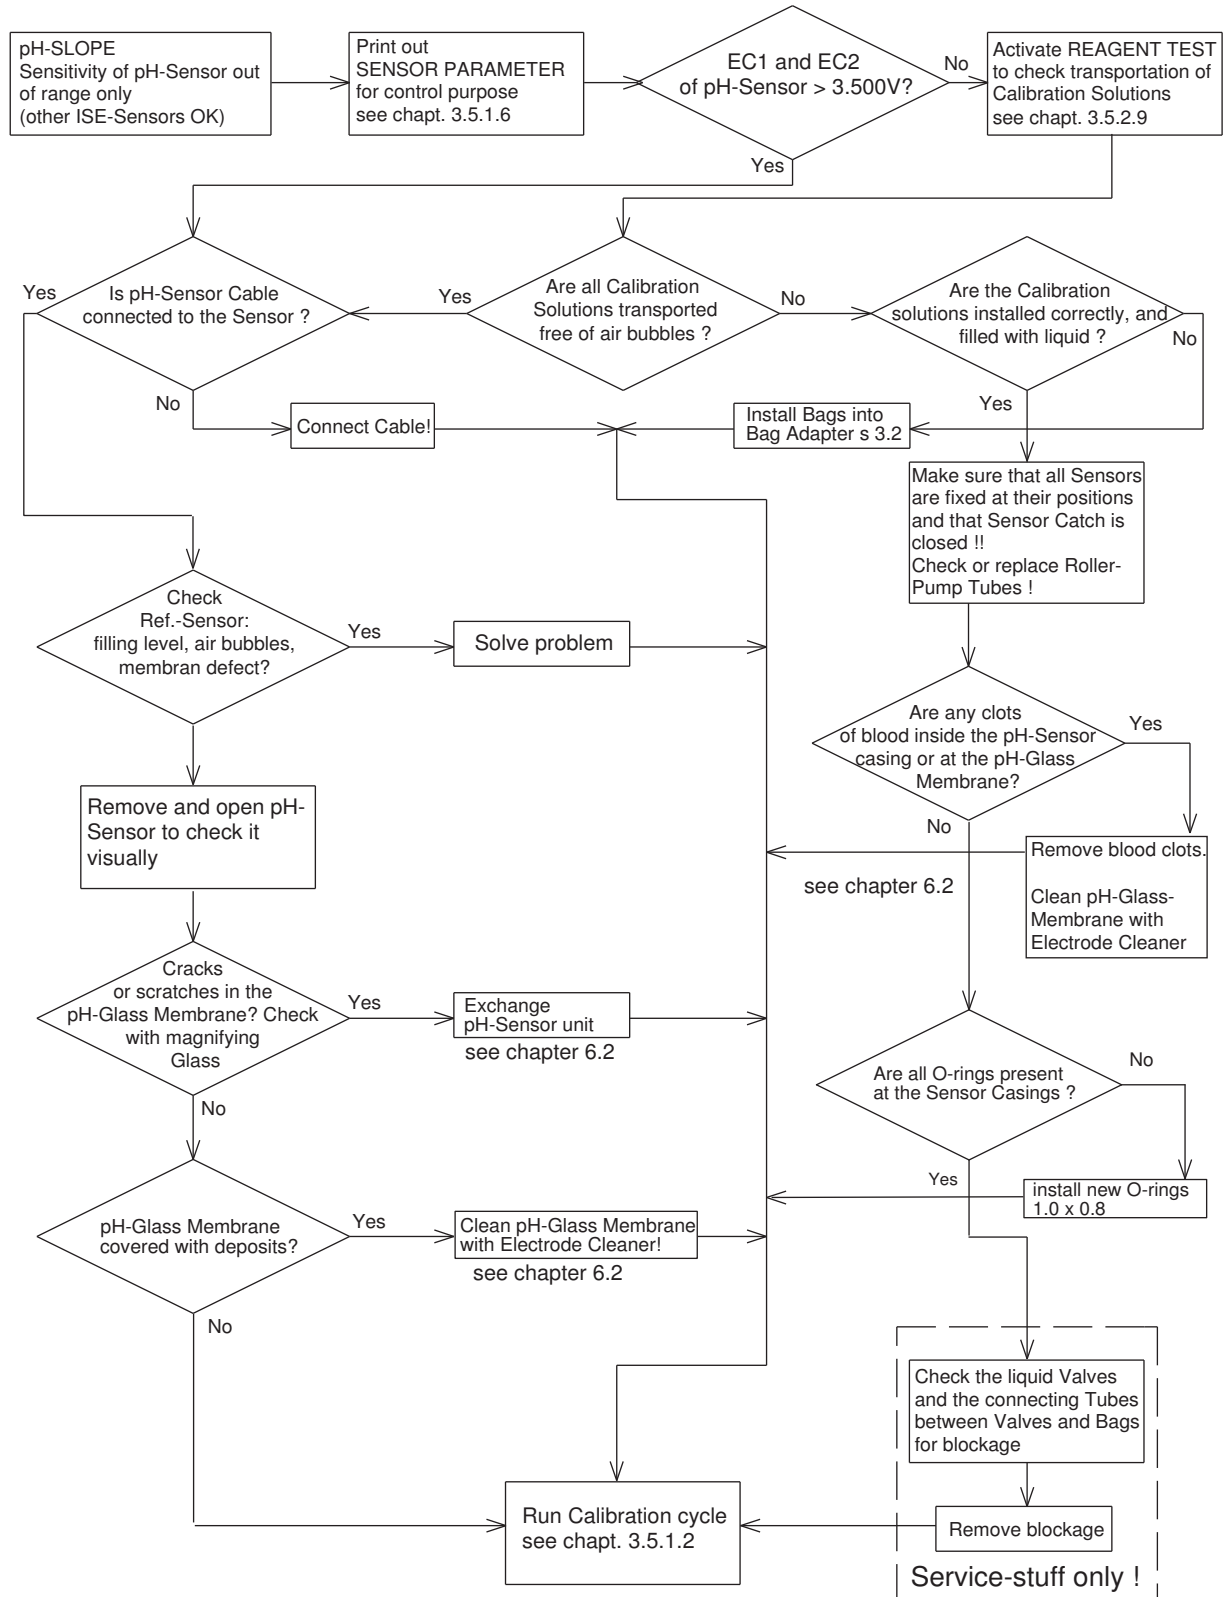 pH-SLOPE
Sensitivity of pH-Sensor out
of range only
(other ISE-Sensors OK)
Print out
SENSOR PARAMETER
for control purpose
see chapt. 3.5.1.6
EC1 and EC2
of pH-Sensor > 3.500V?
No
Activate REAGENT TEST
to check transportation of
Calibration Solutions
see chapt. 3.5.2.9
Yes
Yes
Is pH-Sensor Cable
connected to the Sensor ?
Yes
Are all Calibration
Solutions transported
free of air bubbles ?
No
Are the Calibration
solutions installed correctly, and
filled with liquid ?
No
No
Connect Cable!
Install Bags into
Bag Adapter s 3.2
Yes
Make sure that all Sensors
are fixed at their positions
and that Sensor Catch is
closed !!
Check or replace Roller-
Pump Tubes !
Check
Ref.-Sensor:
filling level, air bubbles,
membran defect?
Yes
Solve problem
Are any clots
of blood inside the pH-Sensor
casing or at the pH-Glass
Membrane?
Yes
No
Remove and open pH-
Sensor to check it
visually
Remove blood clots.
Clean pH-Glass-
Membrane with
Electrode Cleaner
see chapter 6.2
Cracks
or scratches in the
pH-Glass Membrane? Check
with magnifying
Glass
Yes
Exchange
pH-Sensor unit
see chapter 6.2
No
Are all O-rings present
at the Sensor Casings ?
No
Yes
install new O-rings
1.0 x 0.8
pH-Glass Membrane
covered with deposits?
Yes
Clean pH-Glass Membrane
with Electrode Cleaner!
see chapter 6.2
No
Check the liquid Valves
and the connecting Tubes
between Valves and Bags
for blockage
Run Calibration cycle
see chapt. 3.5.1.2
Remove blockage
Service-stuff only !